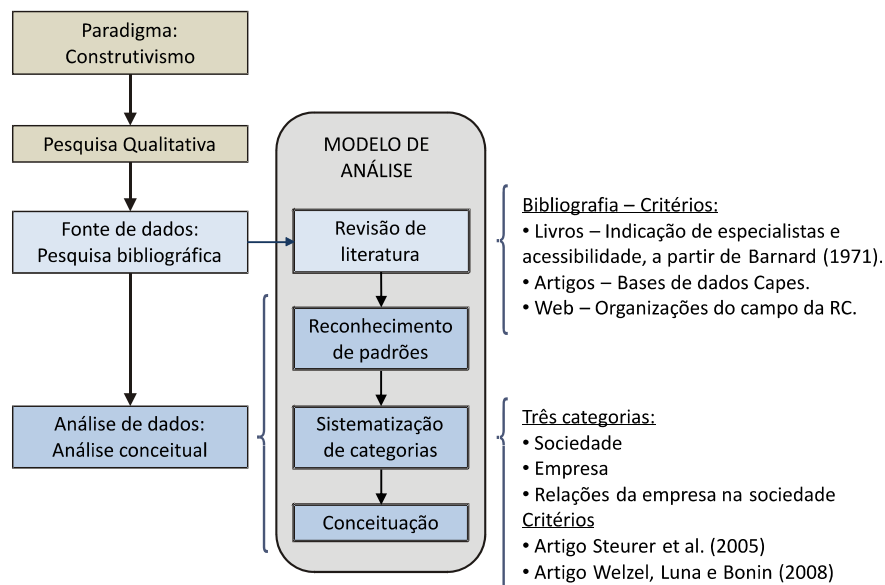 Paradigma:
Construtivismo
Pesquisa Qualitativa
Fonte de dados:
Pesquisa bibliográfica
Análise de dados:
Análise conceitual
MODELO DE
ANÁLISE
Revisão de
literatura
Reconhecimento
de padrões
Sistematização
de categorias
Conceituação
Bibliografia – Critérios:
• Livros – Indicação de especialistas e
acessibilidade, a partir de Barnard (1971).
• Artigos – Bases de dados Capes.
• Web – Organizações do campo da RC.
Três categorias:
• Sociedade
• Empresa
• Relações da empresa na sociedade
Critérios
• Artigo Steurer et al. (2005)
• Artigo Welzel, Luna e Bonin (2008)